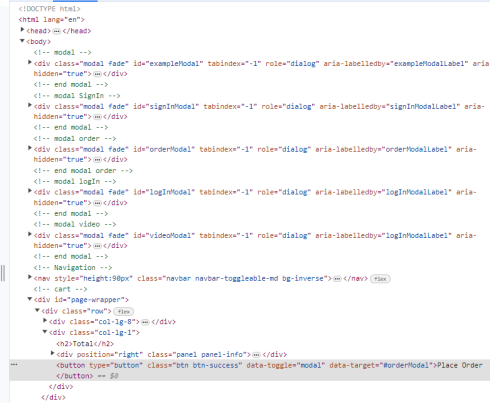 <!DOCTYPE html>
<html lang="en">
<head>⋯</head>
<body>
<!-- modal -->
<div class="modal fade" id="exampleModal" tabindex="-1" role="dialog" aria-labelledby="exampleModalLabel" aria-
hidden="true">⋯</div>
<!-- end modal -->
<!-- modal SignIn -->
<div class="modal fade" id="signInModal" tabindex="-1" role="dialog" aria-labelledby="signInModalLabel" aria-
hidden="true">⋯</div>
<!-- end modal -->
<!-- modal order -->
<div class="modal fade" id="orderModal" tabindex="-1" role="dialog" aria-labelledby="orderModalLabel" aria-
hidden="true">⋯</div>
<!-- end modal order -->
<!-- modal logIn -->
<div class="modal fade" id="logInModal" tabindex="-1" role="dialog" aria-labelledby="logInModalLabel" aria-
hidden="true">⋯</div>
<!-- end modal -->
<!-- modal video -->
<div class="modal fade" id="videoModal" tabindex="-1" role="dialog" aria-labelledby="logInModalLabel" aria-
hidden="true">⋯</div>
<!-- end modal -->
<!-- Navigation -->
<nav style="height:90px" class="navbar navbar-toggleable-md bg-inverse">⋯</nav> flex
<!-- cart -->
<div id="page-wrapper">
<div class="row"> flex
<div class="col-lg-8">⋯</div>
<div class="col-lg-1">
<h2>Total</h2>
<div position="right" class="panel panel-info">⋯</div>
<button type="button" class="btn btn-success" data-toggle="modal" data-target="#orderModal">Place Order
</button> == $0
</div>
</div>